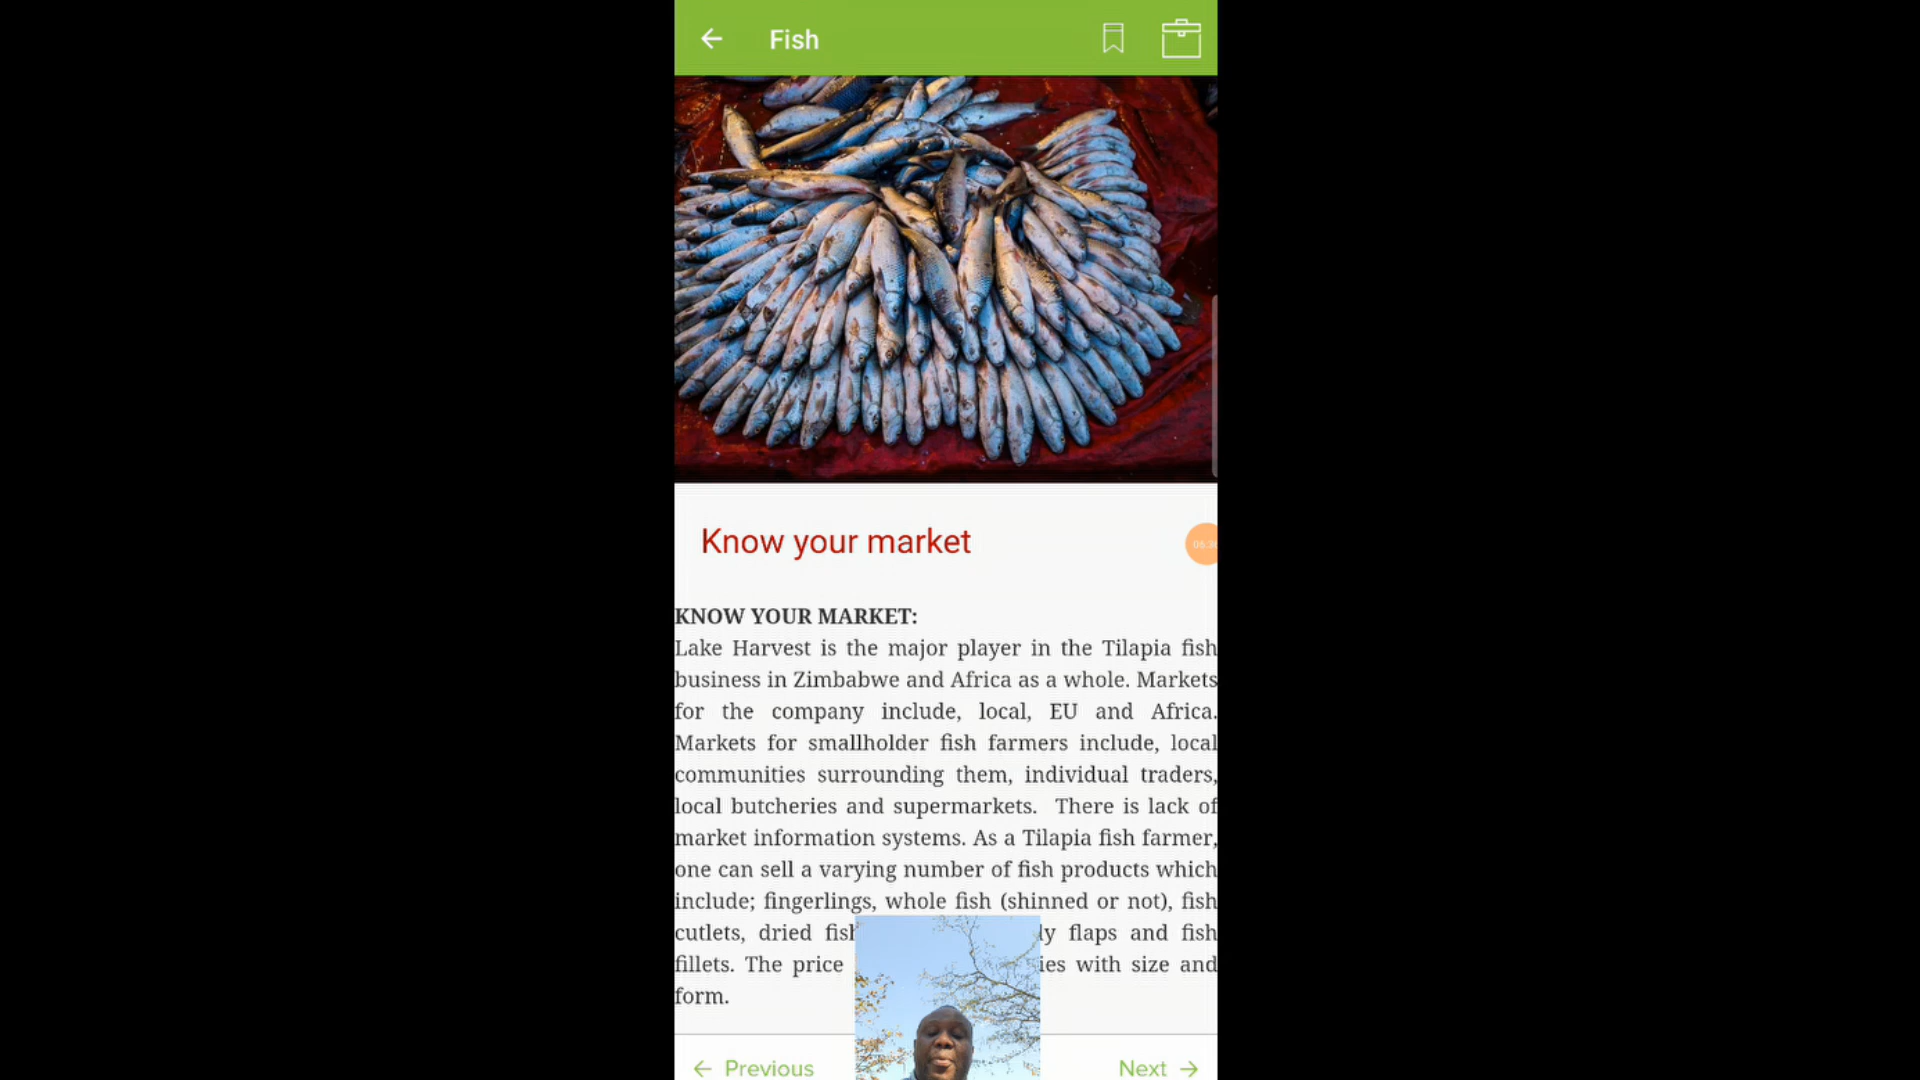 Fish
Know your market
KNOW YOUR MARKET:
Lake Harvest is the major player in the Tilapia fish
business in Zimbabwe and Africa as a whole. Markets
for the company include, local, EU and Africa.
Markets for smallholder fish farmers include, local
communities surrounding them, individual traders,
local butcheries and supermarkets. There is lack of
market information systems. As a Tilapia fish farmer,
one can sell a varying number of fish products which
include; fingerlings, whole fish (shinned or not), fish
cutlets, dried flaps and fish
fillets. The price with size and
form.
Previous
Next